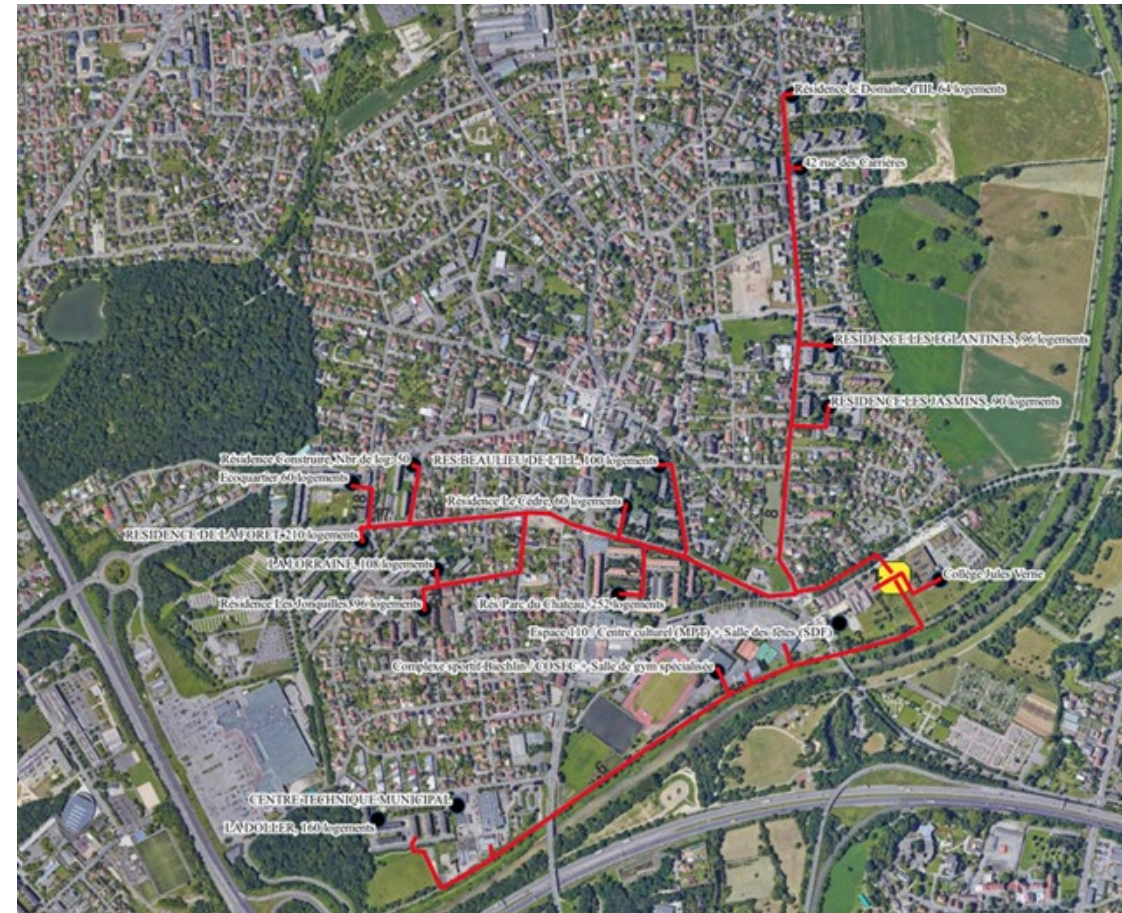 Résidence le Domaine d'Ill, 64 logements
42 rue des Carrières
RESIDENCE LES EGLANTINES, 96 logements
RESIDENCE LES JASMINS, 90 logements
Résidence Construire, Nbr de log: 50
RES BEAULIEU DE L'ILL, 100 logements
Ecoquartier 60 logements
Résidence Le Cèdre, 60 logements
RESIDENCE DE LA FORET, 210 logements
LA LORRAINE, 108 logements
Collège Jules Verne
Résidence Les Jonquilles, 96 logements
Rés Parc du Chateau, 252 logements
Espace 110 / Centre culturel (MPT) + Salle des fêtes (SDF)
Complexe sportif Biechlin / COSEC + Salle de gym spécialisée
CENTRE TECHNIQUE MUNICIPAL
LA DOLLER, 160 logements